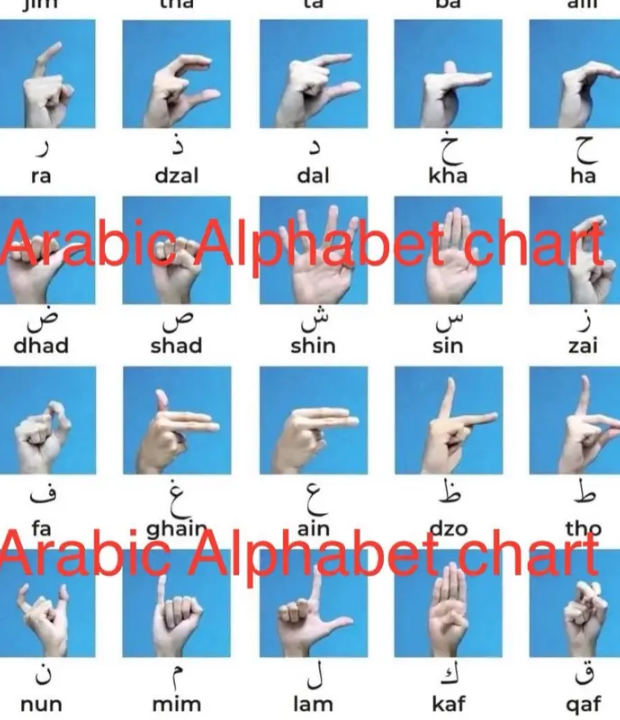 jim tha ta ba alif
ر ذ د خ ح
ra dzal dal kha ha
Arabic Alphabet chart
ض ص ش س ز
dhad shad shin sin zai
ف غ ع ظ ط
fa ghain ain dzo tho
Arabic Alphabet chart
ن م ل ك ق
nun mim lam kaf qaf